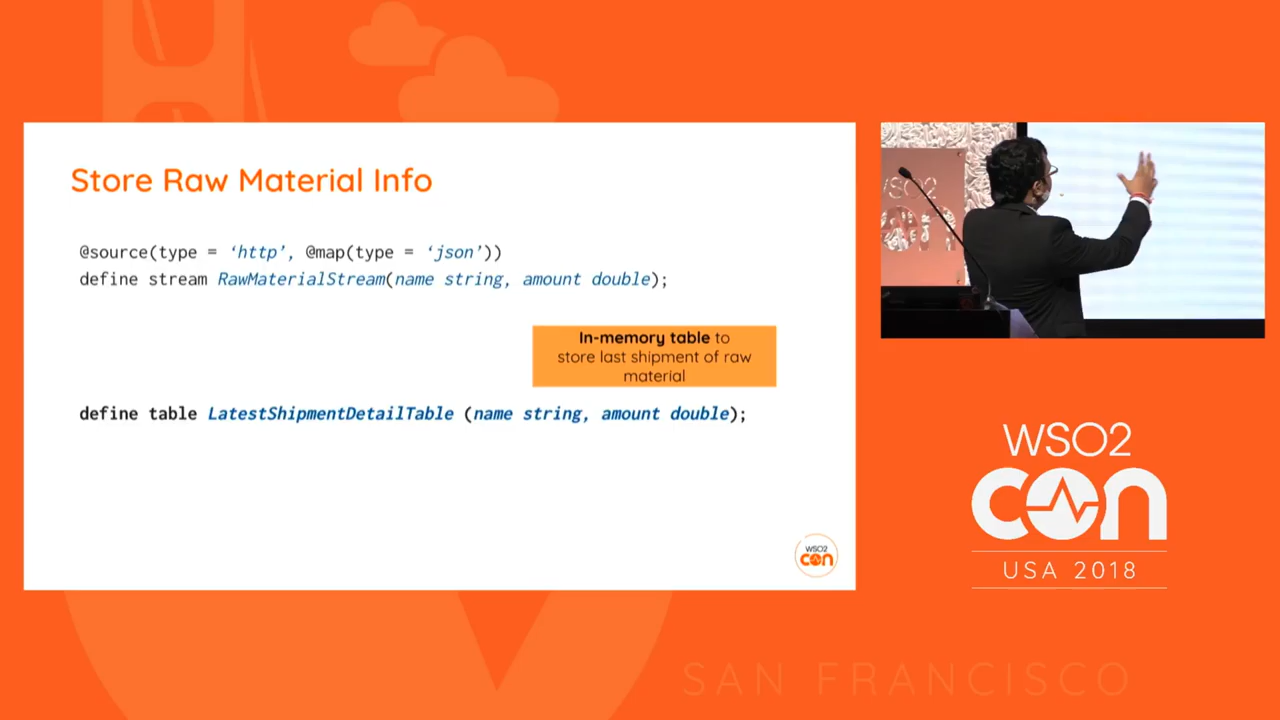 Store Raw Material Info
@source(type = ‘http’, @map(type = ‘json’))
define stream RawMaterialStream(name string, amount double);
In-memory table to
store last shipment of raw
material
define table LatestShipmentDetailTable (name string, amount double);
WSO2
con
WSO2
WSO2
con
USA 2018
SAN FRANCISCO